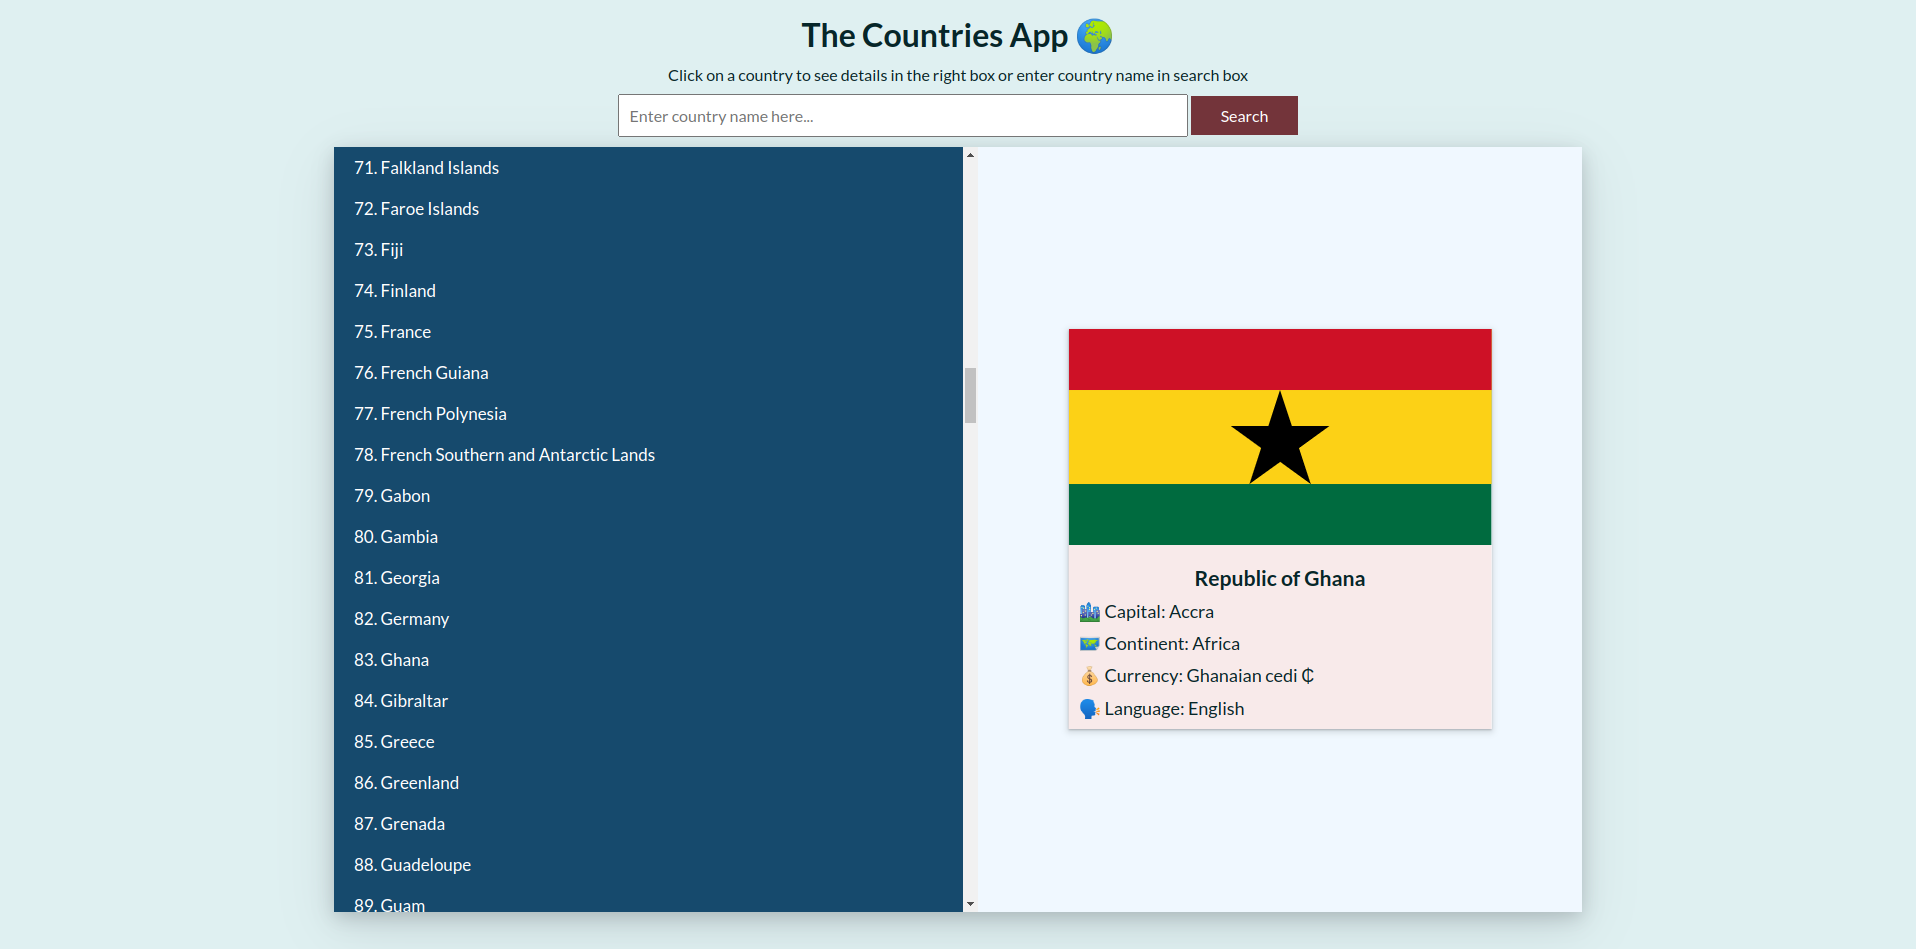 The Countries App
Click on a country to see details in the right box or enter country name in search box
Enter country name here...
Search
71. Falkland Islands
72. Faroe Islands
73. Fiji
74. Finland
75. France
76. French Guiana
77. French Polynesia
78. French Southern and Antarctic Lands
79. Gabon
80. Gambia
81. Georgia
82. Germany
83. Ghana
84. Gibraltar
85. Greece
86. Greenland
87. Grenada
88. Guadeloupe
89. Guam
Republic of Ghana
Capital: Accra
Continent: Africa
Currency: Ghanaian cedi ₵
Language: English